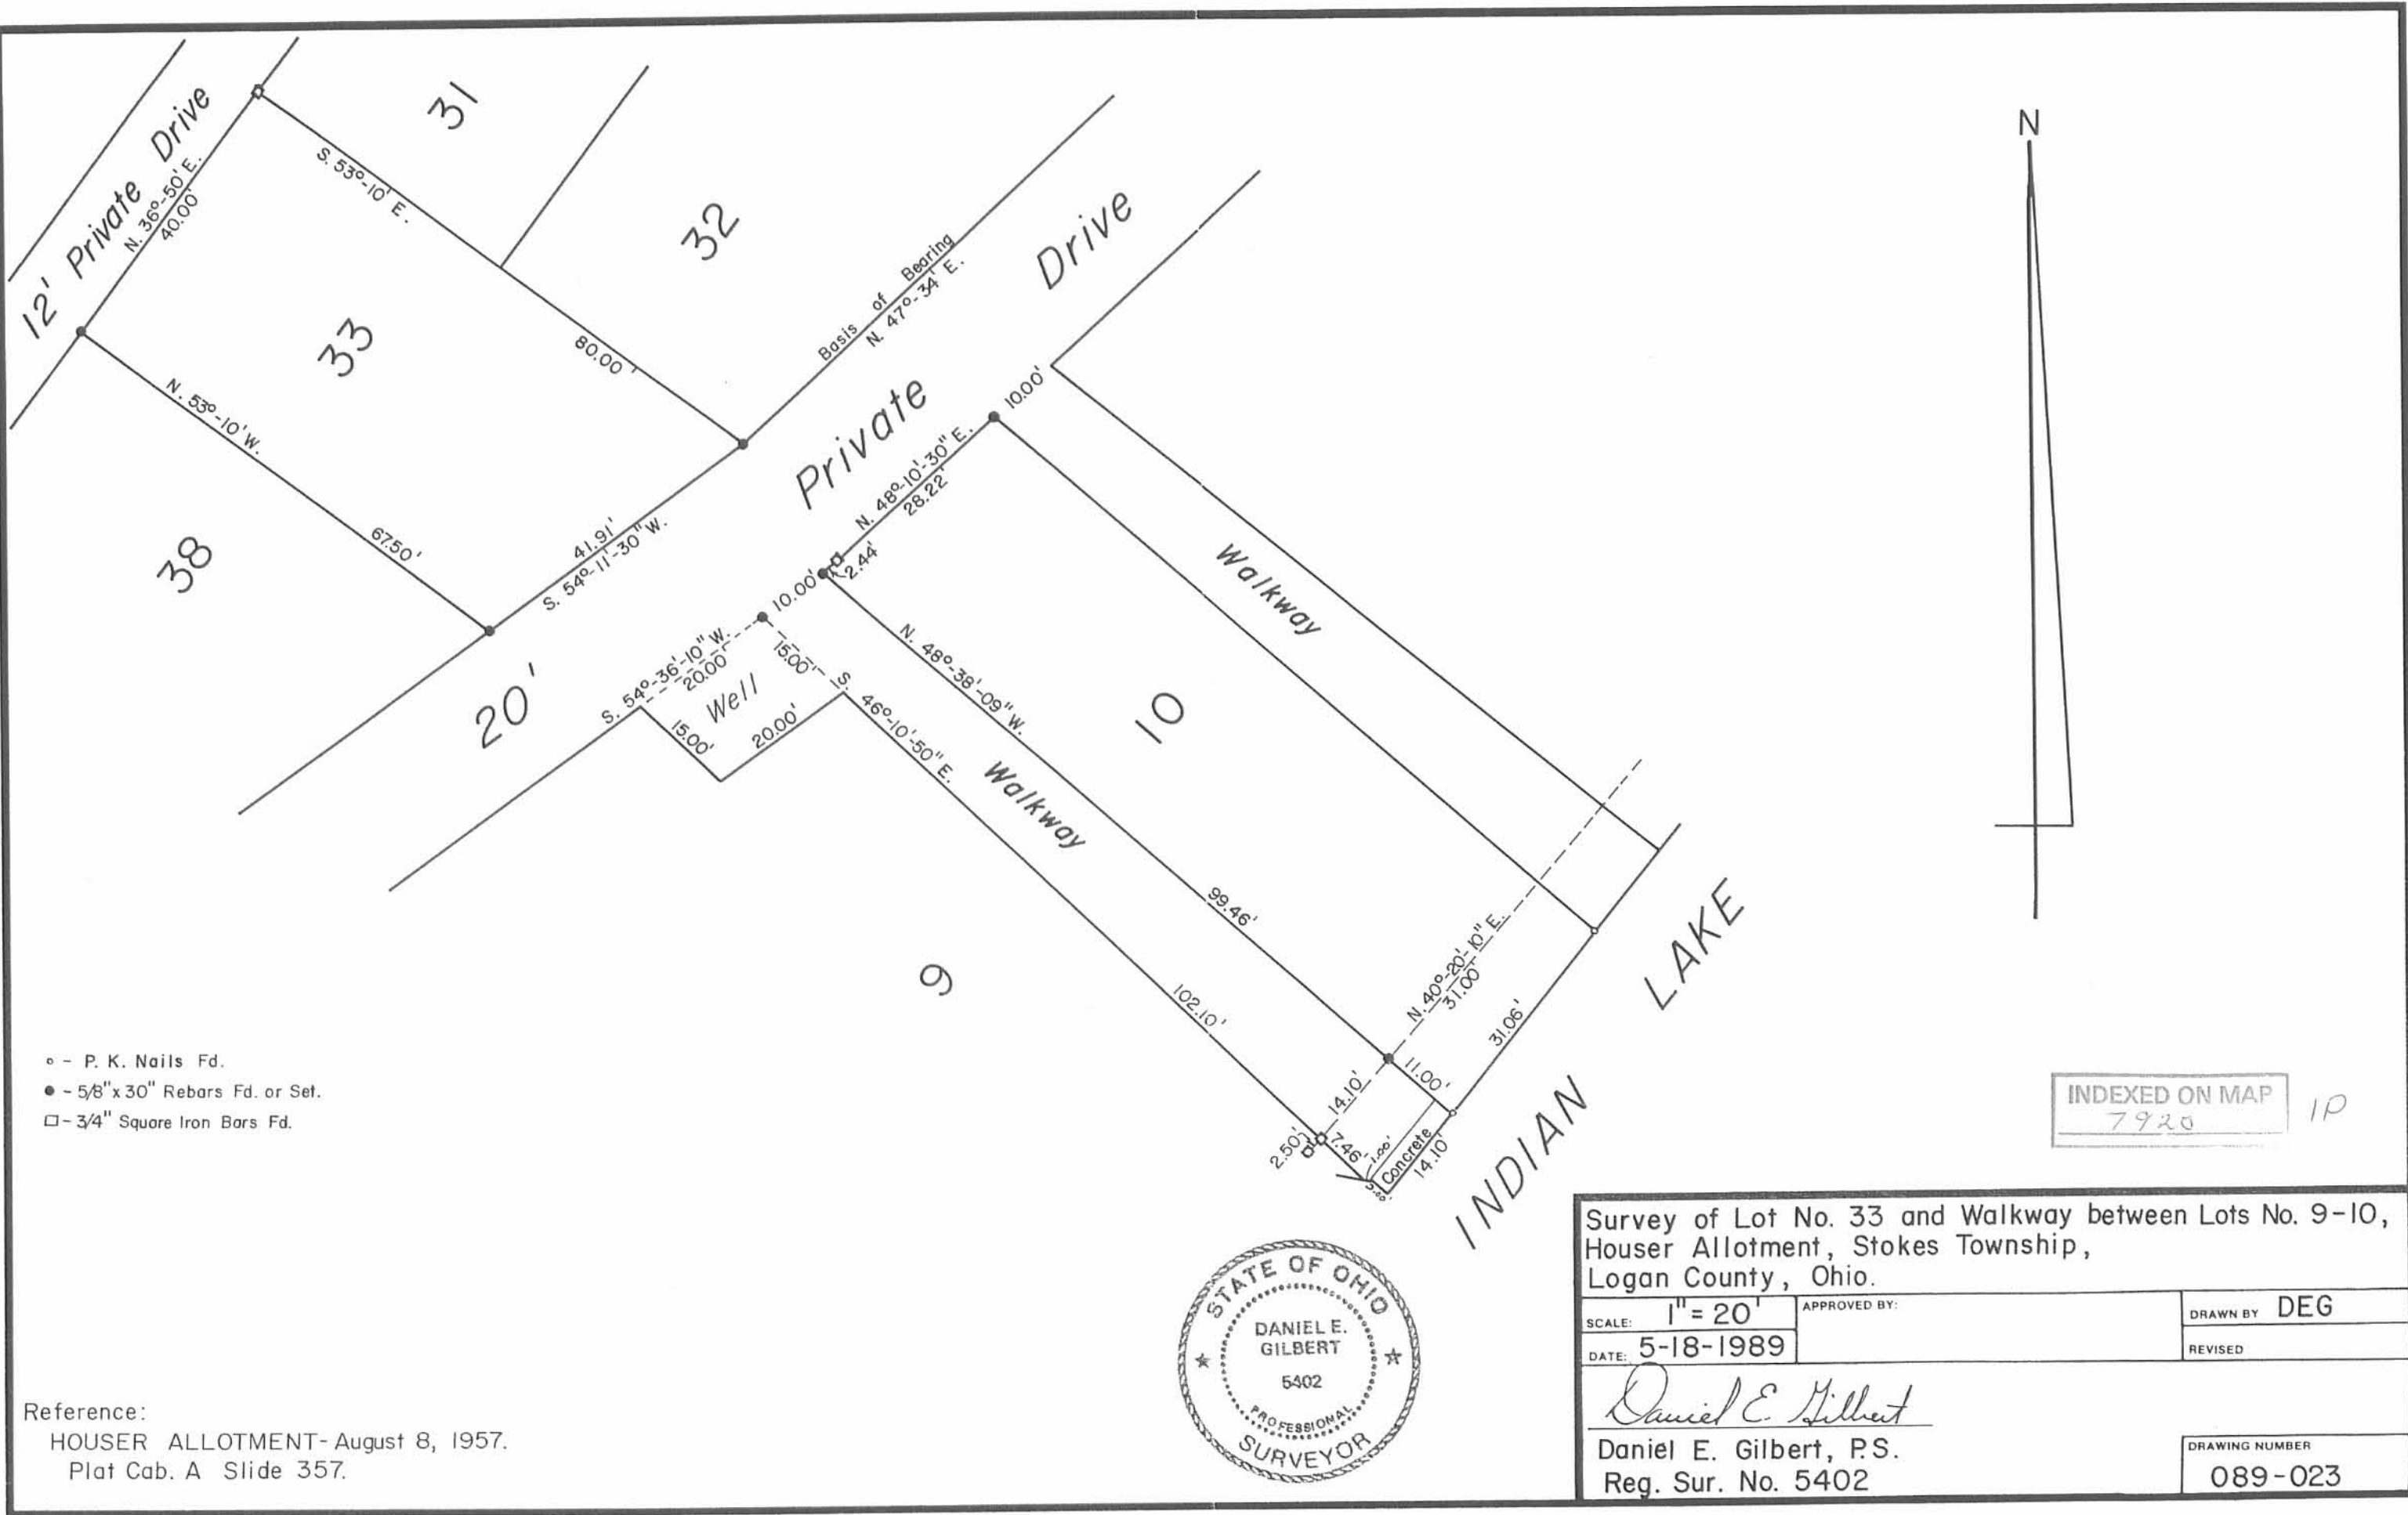 12' Private Drive
N. 36°-50' E.
40.00'
31
S. 53°-10' E.
80.00'
32
33
N. 53°-10' W.
67.50'
38
41.91'
S. 54°-11'-30" W.
Basis of Bearing
N. 47°-34' E.
20' Private Drive
10.00'
N. 48°-10'-30" E.
28.22'
2.44'
10.00'
S. 54°-36'-10" W.
20.00'
15.00'
Well
15.00'
20.00'
S. 46°-10'-50" E.
102.10'
N. 48°-38'-09" W.
99.46'
Walkway
Walkway
10
9
N. 40°-20'-10" E.
31.00'
31.06'
11.00'
14.10'
2.50'
7.46'
1.00'
Concrete
14.10'
INDIAN LAKE
N
o - P. K. Nails Fd.
● - 5/8" x 30" Rebars Fd. or Set.
□ - 3/4" Square Iron Bars Fd.
INDEXED ON MAP
7920
1P
Reference:
HOUSER ALLOTMENT - August 8, 1957.
Plat Cab. A Slide 357.
STATE OF OHIO
DANIEL E.
GILBERT
5402
PROFESSIONAL
SURVEYOR
Survey of Lot No. 33 and Walkway between Lots No. 9-10,
Houser Allotment, Stokes Township,
Logan County, Ohio.
SCALE: 1" = 20'
APPROVED BY:
DRAWN BY DEG
DATE: 5-18-1989
REVISED
Daniel E. Gilbert
Daniel E. Gilbert, P.S.
Reg. Sur. No. 5402
DRAWING NUMBER
089-023